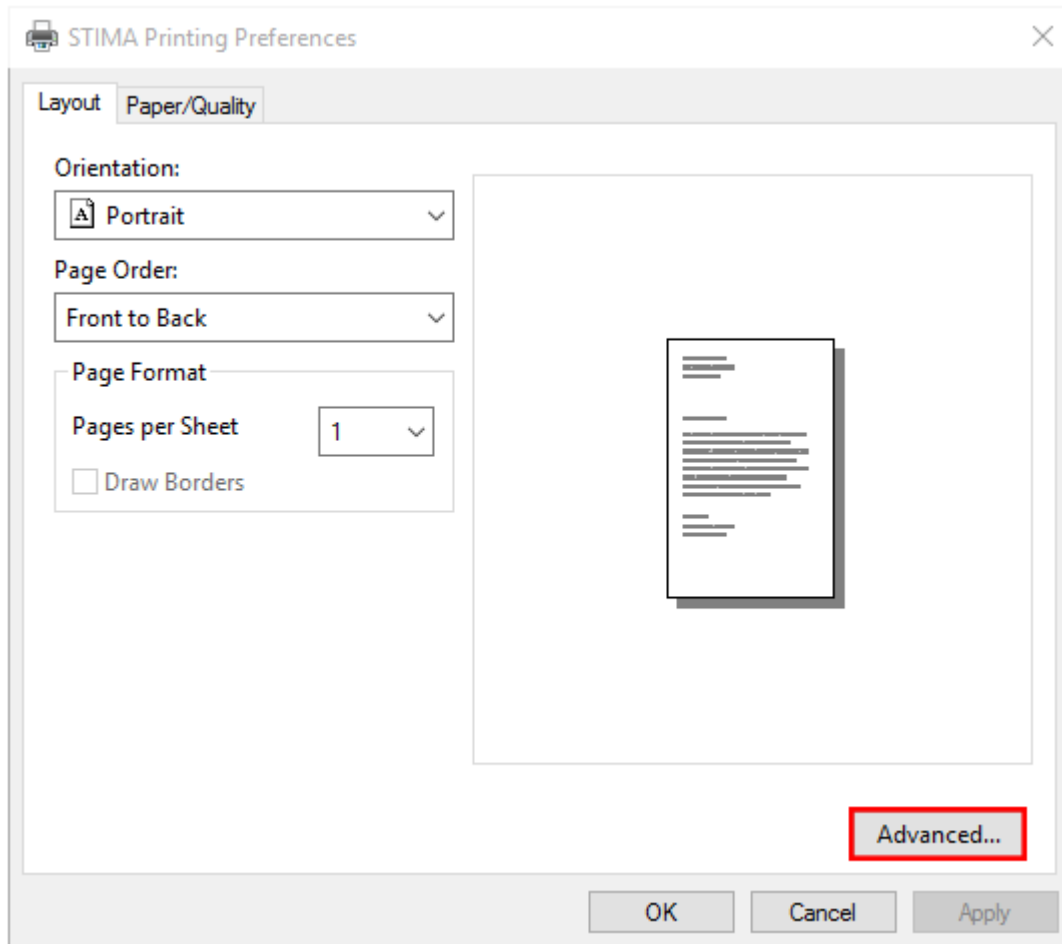 STIMA Printing Preferences
Layout
Paper/Quality
Orientation:
A Portrait
Page Order:
Front to Back
Page Format
Pages per Sheet
1
Draw Borders
Advanced...
OK
Cancel
Apply